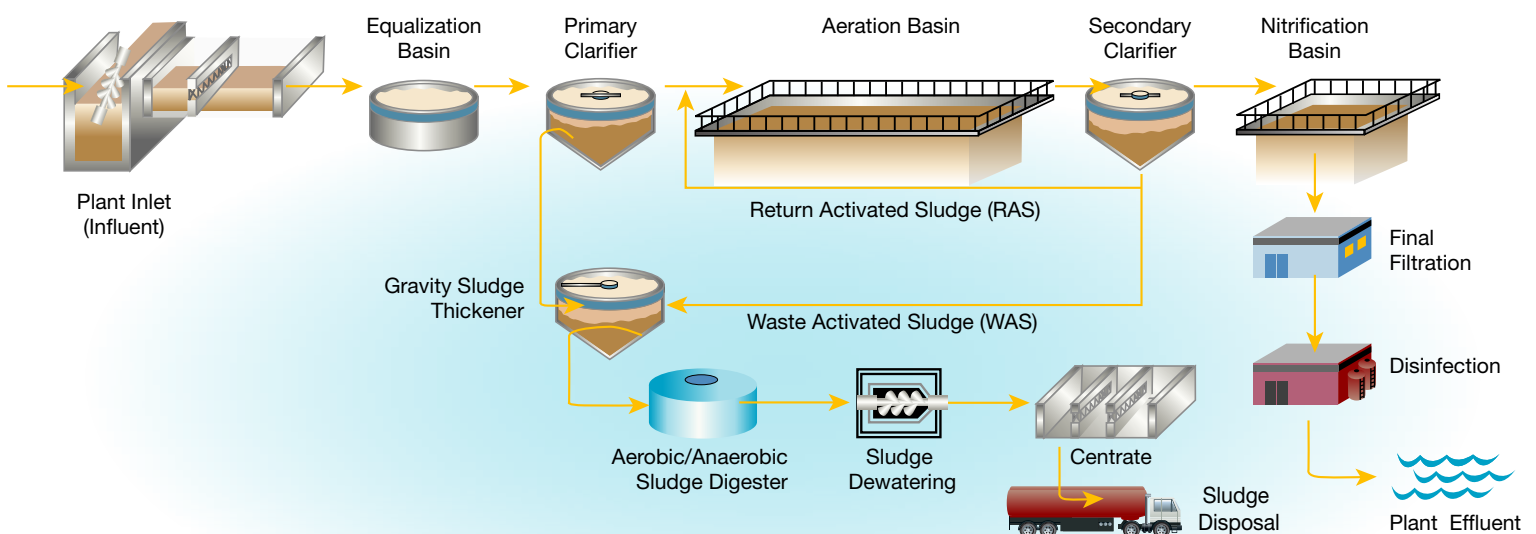 Equalization
Basin
Primary
Clarifier
Aeration Basin
Secondary
Clarifier
Nitrification
Basin
Plant Inlet
(Influent)
Return Activated Sludge (RAS)
Final
Filtration
Gravity Sludge
Thickener
Waste Activated Sludge (WAS)
Disinfection
Aerobic/Anaerobic
Sludge Digester
Sludge
Dewatering
Centrate
Sludge
Disposal
Plant Effluent